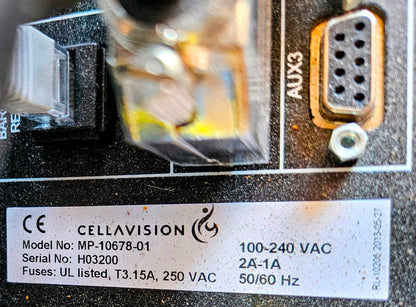 AUX3
CE CELLAVISION
Model No: MP-10678-01 100-240 VAC
Serial No: H03200 2A-1A
Fuses: UL listed, T3.15A, 250 VAC 50/60 Hz